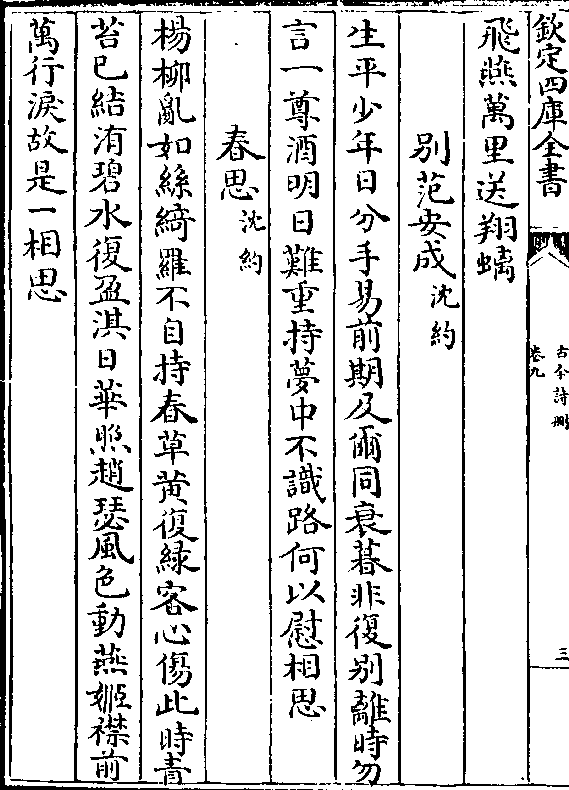 欽定四庫全書
古今詩刪
卷九
三
飛燕萬里送翔螭
别范安成沈約
生平少年日分手易前期及爾同衰暮非復别離時勿
言一尊酒明日難重持夢中不識路何以慰相思
春思沈約
楊柳亂如絲綺羅不自持春草黄復緑客心傷此時青
苔已結洧碧水復盈淇日華照趙瑟風色動燕姬襟前
萬行淚故是一相思